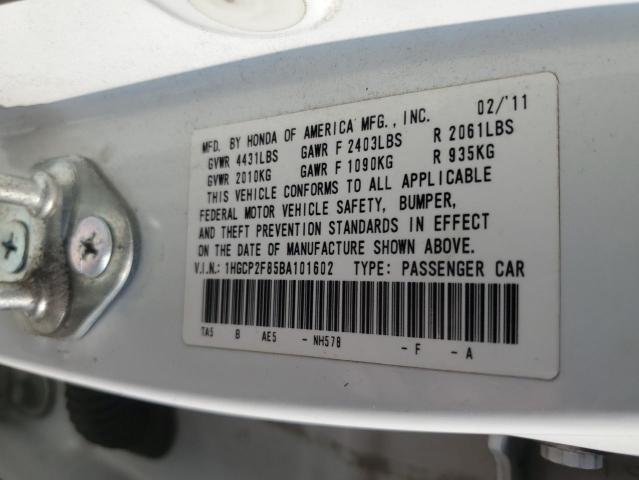 MFD. BY HONDA OF AMERICA MFG., INC. 02/'11
GVWR 4431LBS GAWR F 2403LBS R 2061LBS
GVWR 2010KG GAWR F 1090KG R 935KG
THIS VEHICLE CONFORMS TO ALL APPLICABLE
FEDERAL MOTOR VEHICLE SAFETY, BUMPER,
AND THEFT PREVENTION STANDARDS IN EFFECT
ON THE DATE OF MANUFACTURE SHOWN ABOVE.
V.I.N.: 1HGCP2F85BA101602 TYPE: PASSENGER CAR
TA5 B AE5 - NH578 - F - A